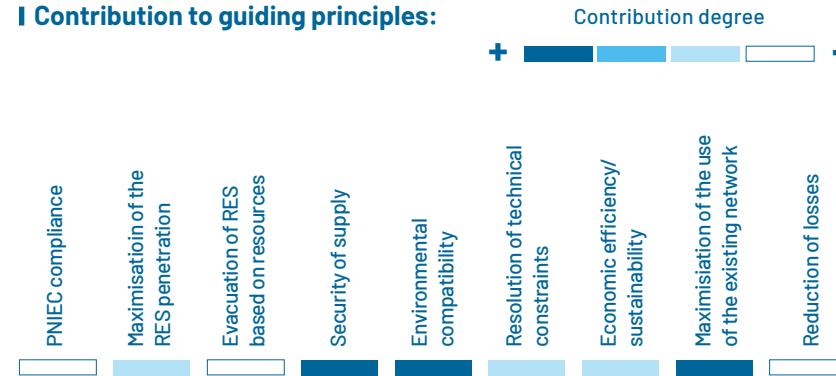 Contribution to guiding principles:
Contribution degree
+
-
PNIEC compliance
Maximisatioin of the
RES penetration
Evacuation of RES
based on resources
Security of supply
Environmental
compatibility
Resolution of technical
constraints
Economic efficiency/
sustainability
Maximisiation of the use
of the existing network
Reduction of losses